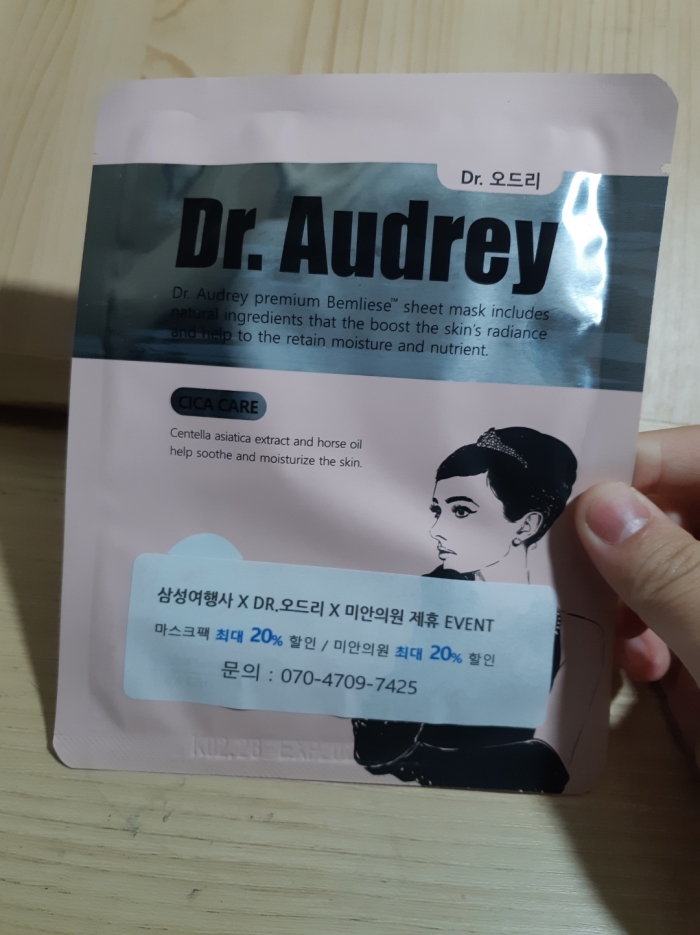 Dr. 오드리
Dr. Audrey
Dr. Audrey premium Bemliese™ sheet mask includes
natural ingredients that the boost the skin's radiance
and help to the retain moisture and nutrient.
CICA CARE
Centella asiatica extract and horse oil
help soothe and moisturize the skin.
삼성여행사 X DR.오드리 X 미안의원 제휴 EVENT
마스크팩 최대 20% 할인 / 미안의원 최대 20% 할인
문의 : 070-4709-7425